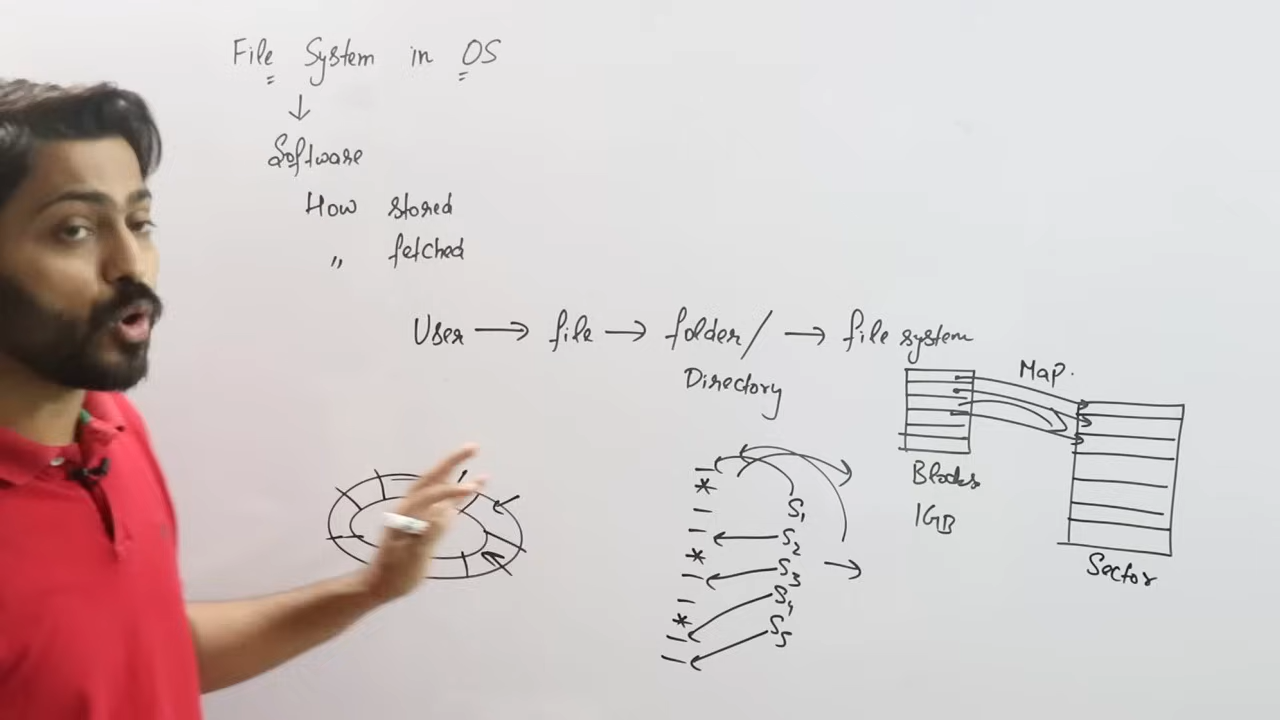 File System in OS
Software
How stored
〃 fetched
User → file → folder/ → file system
Directory
Map.
Blocks
1GB
Sector
S1
S2
S3
S4
S5